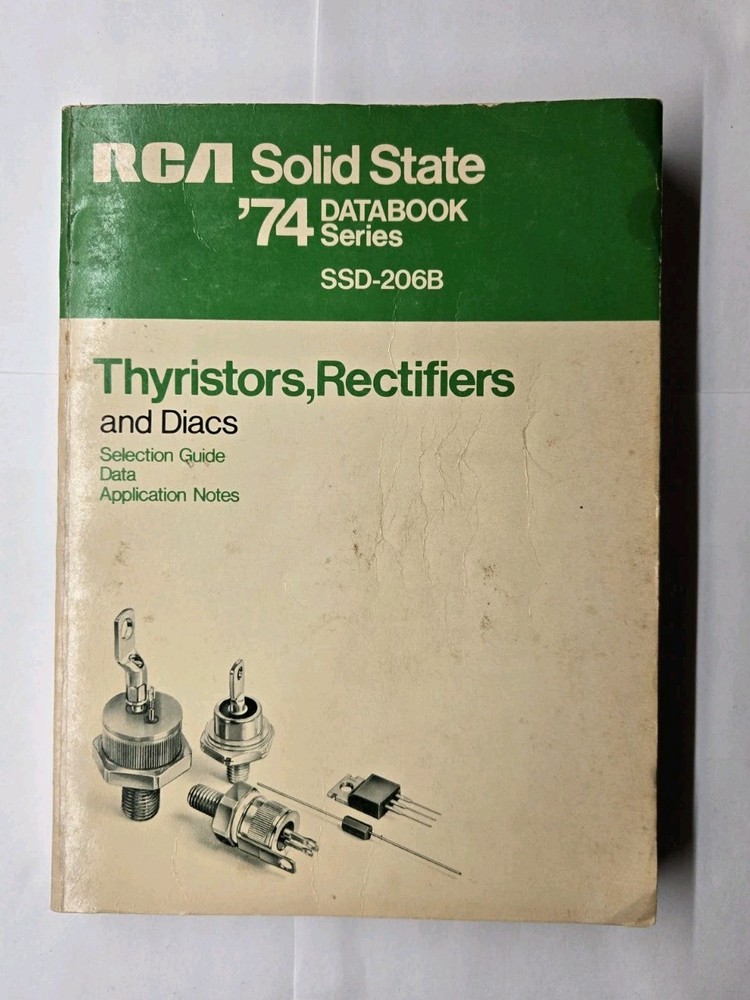 RCA Solid State
'74 DATABOOK
Series
SSD-206B
Thyristors,Rectifiers
and Diacs
Selection Guide
Data
Application Notes